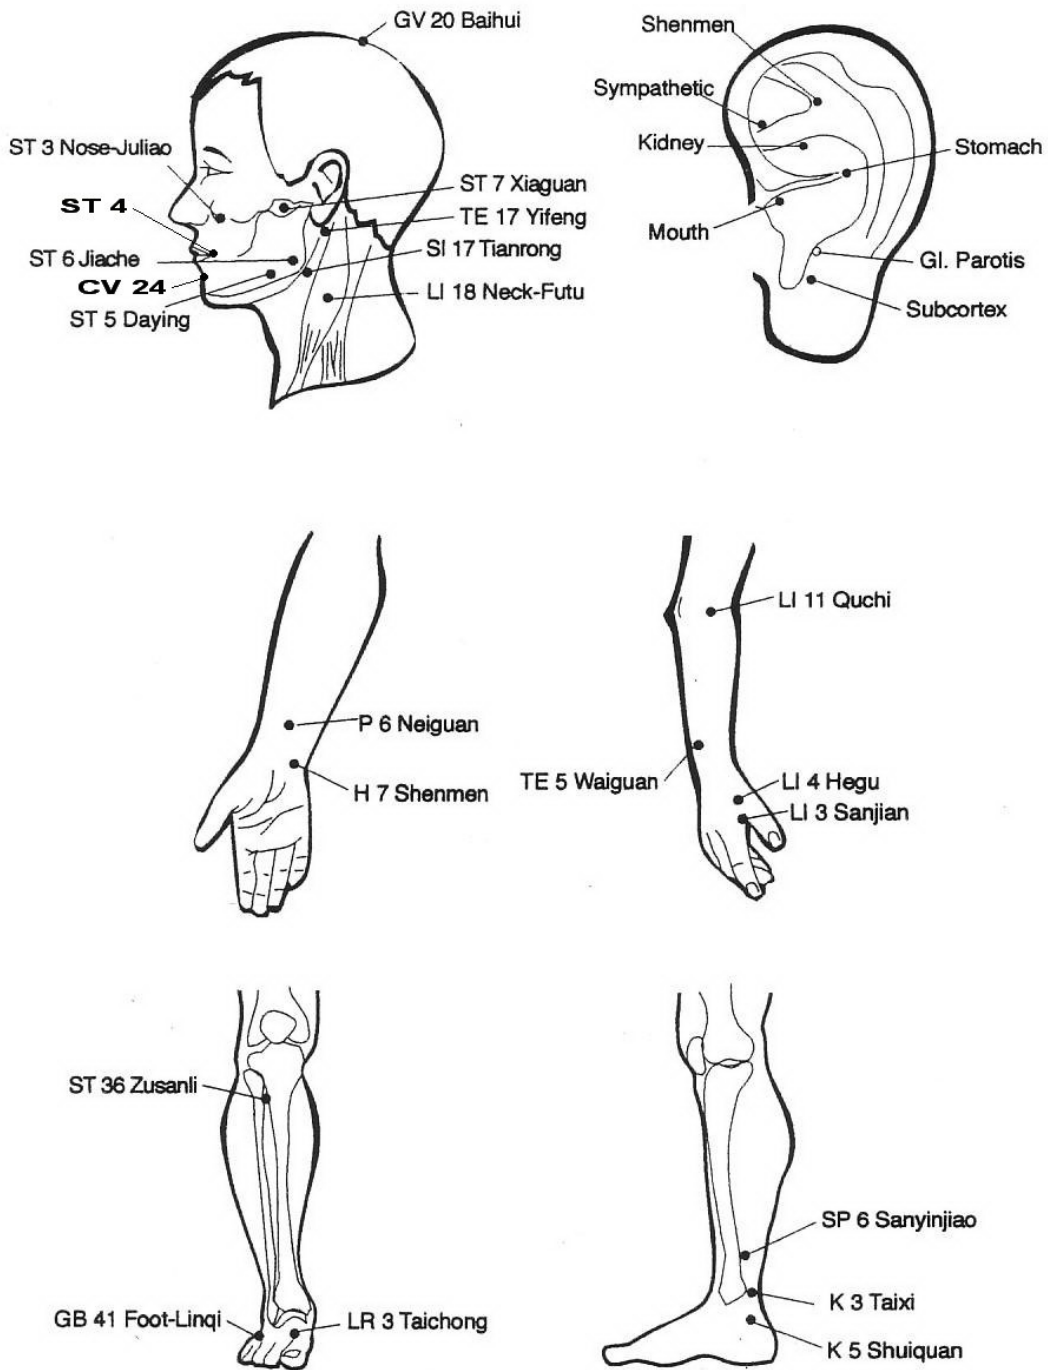 GV 20 Baihui
ST 3 Nose-Juliao
ST 7 Xiaguan
ST 4
TE 17 Yifeng
ST 6 Jiache
SI 17 Tianrong
CV 24
LI 18 Neck-Futu
ST 5 Daying
Shenmen
Sympathetic
Kidney
Stomach
Mouth
Gl. Parotis
Subcortex
P 6 Neiguan
H 7 Shenmen
LI 11 Quchi
TE 5 Waiguan
LI 4 Hegu
LI 3 Sanjian
ST 36 Zusanli
GB 41 Foot-Linqi
LR 3 Taichong
SP 6 Sanyinjiao
K 3 Taixi
K 5 Shuiquan